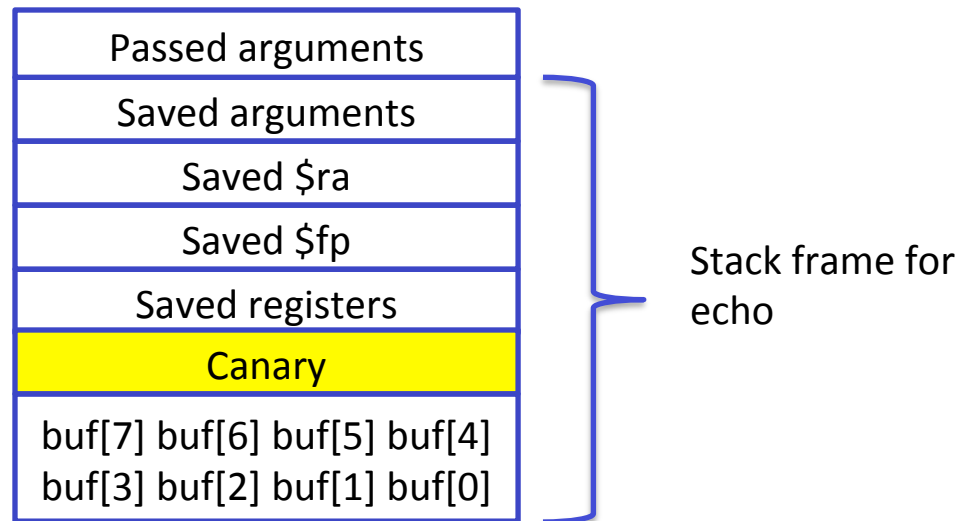 Passed arguments
Saved arguments
Saved $ra
Saved $fp
Saved registers
Canary
buf[7] buf[6] buf[5] buf[4]
buf[3] buf[2] buf[1] buf[0]
Stack frame for
echo